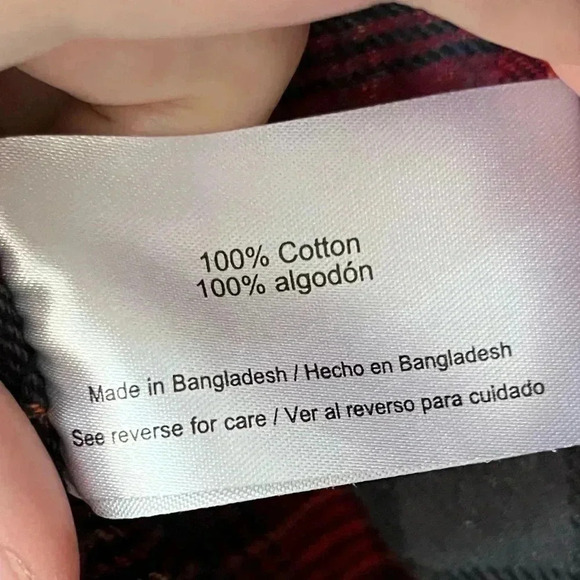 100% Cotton
100% algodón
Made in Bangladesh / Hecho en Bangladesh
See reverse for care / Ver al reverso para cuidado